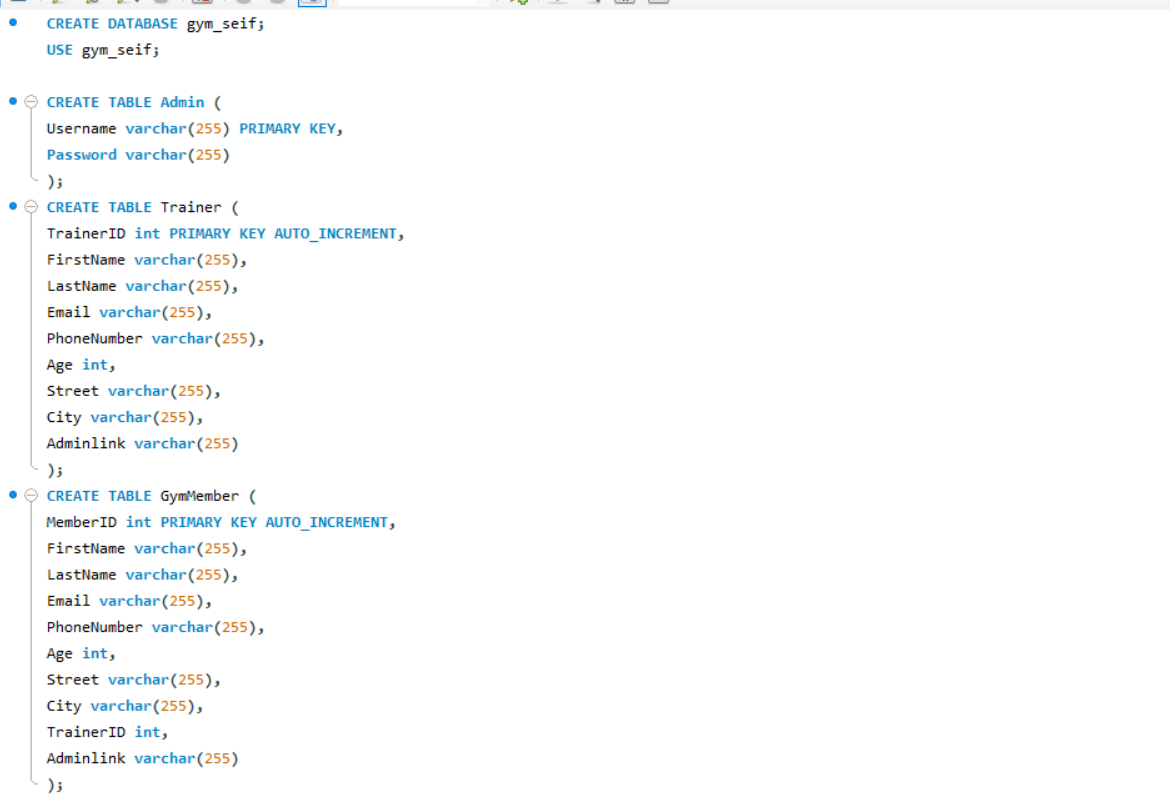 CREATE DATABASE gym_seif;
USE gym_seif;
CREATE TABLE Admin (
Username varchar(255) PRIMARY KEY,
Password varchar(255)
);
CREATE TABLE Trainer (
TrainerID int PRIMARY KEY AUTO_INCREMENT,
FirstName varchar(255),
LastName varchar(255),
Email varchar(255),
PhoneNumber varchar(255),
Age int,
Street varchar(255),
City varchar(255),
Adminlink varchar(255)
);
CREATE TABLE GymMember (
MemberID int PRIMARY KEY AUTO_INCREMENT,
FirstName varchar(255),
LastName varchar(255),
Email varchar(255),
PhoneNumber varchar(255),
Age int,
Street varchar(255),
City varchar(255),
TrainerID int,
Adminlink varchar(255)
);